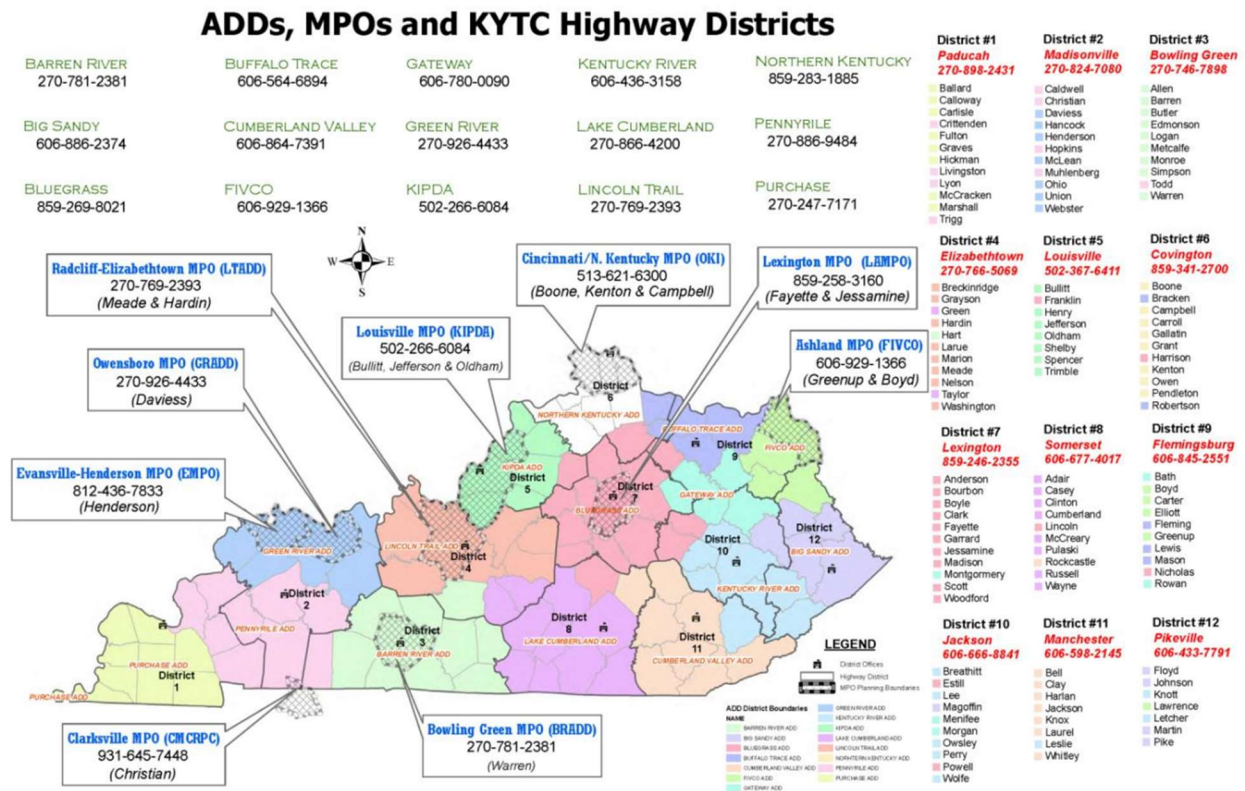 ADDs, MPOs and KYTC Highway Districts
BARREN RIVER
270-781-2381
BUFFALO TRACE
606-564-6894
GATEWAY
606-780-0090
KENTUCKY RIVER
606-436-3158
NORTHERN KENTUCKY
859-283-1885
BIG SANDY
606-886-2374
CUMBERLAND VALLEY
606-864-7391
GREEN RIVER
270-926-4433
LAKE CUMBERLAND
270-866-4200
PENNYRILE
270-886-9484
BLUEGRASS
859-269-8021
FIVCO
606-929-1366
KIPDA
502-266-6084
LINCOLN TRAIL
270-769-2393
PURCHASE
270-247-7171
N
W
E
S
Radcliff-Elizabethtown MPO (LTADD)
270-769-2393
(Meade & Hardin)
Cincinnati/N. Kentucky MPO (OKI)
513-621-6300
(Boone, Kenton & Campbell)
Lexington MPO (LAMPO)
859-258-3160
(Fayette & Jessamine)
Louisville MPO (KIPDA)
502-266-6084
(Bullitt, Jefferson & Oldham)
Ashland MPO (FIVCO)
606-929-1366
(Greenup & Boyd)
Owensboro MPO (GRADD)
270-926-4433
(Daviess)
Evansville-Henderson MPO (EMPO)
812-436-7833
(Henderson)
Clarksville MPO (CMCRPC)
931-645-7448
(Christian)
Bowling Green MPO (BRADD)
270-781-2381
(Warren)
District
6
NORTHERN KENTUCKY ADD
BUFFALO TRACE ADD
District
9
FIVCO ADD
KIPDA ADD
District
5
District
7
BLUEGRASS ADD
GATEWAY ADD
GREEN RIVER ADD
LINCOLN TRAIL ADD
District
4
District
10
District
12
BIG SANDY ADD
KENTUCKY RIVER ADD
District
2
PENNYRILE ADD
District
3
BARREN RIVER ADD
District
8
LAKE CUMBERLAND ADD
District
11
CUMBERLAND VALLEY ADD
PURCHASE ADD
District
1
PURCHASE ADD
LEGEND
District Offices
Highway District
MPO Planning Boundaries
ADD District Boundaries
NAME
BARREN RIVER ADD
BIG SANDY ADD
BLUEGRASS ADD
BUFFALO TRACE ADD
CUMBERLAND VALLEY ADD
FIVCO ADD
GATEWAY ADD
GREEN RIVER ADD
KENTUCKY RIVER ADD
KIPDA ADD
LAKE CUMBERLAND ADD
LINCOLN TRAIL ADD
NORTHERN KENTUCKY ADD
PENNYRILE ADD
PURCHASE ADD
District #1
Paducah
270-898-2431
Ballard
Calloway
Carlisle
Crittenden
Fulton
Graves
Hickman
Livingston
Lyon
McCracken
Marshall
Trigg
District #2
Madisonville
270-824-7080
Caldwell
Christian
Daviess
Hancock
Henderson
Hopkins
McLean
Muhlenberg
Ohio
Union
Webster
District #3
Bowling Green
270-746-7898
Allen
Barren
Butler
Edmonson
Logan
Metcalfe
Monroe
Simpson
Todd
Warren
District #4
Elizabethtown
270-766-5069
Breckinridge
Grayson
Green
Hardin
Hart
Larue
Marion
Meade
Nelson
Taylor
Washington
District #5
Louisville
502-367-6411
Bullitt
Franklin
Henry
Jefferson
Oldham
Shelby
Spencer
Trimble
District #6
Covington
859-341-2700
Boone
Bracken
Campbell
Carroll
Gallatin
Grant
Harrison
Kenton
Owen
Pendleton
Robertson
District #7
Lexington
859-246-2355
Anderson
Bourbon
Boyle
Clark
Fayette
Garrard
Jessamine
Madison
Montgormery
Scott
Woodford
District #8
Somerset
606-677-4017
Adair
Casey
Clinton
Cumberland
Lincoln
McCreary
Pulaski
Rockcastle
Russell
Wayne
District #9
Flemingsburg
606-845-2551
Bath
Boyd
Carter
Elliott
Fleming
Greenup
Lewis
Mason
Nicholas
Rowan
District #10
Jackson
606-666-8841
Breathitt
Estill
Lee
Magoffin
Menifee
Morgan
Owsley
Perry
Powell
Wolfe
District #11
Manchester
606-598-2145
Bell
Clay
Harlan
Jackson
Knox
Laurel
Leslie
Whitley
District #12
Pikeville
606-433-7791
Floyd
Johnson
Knott
Lawrence
Letcher
Martin
Pike